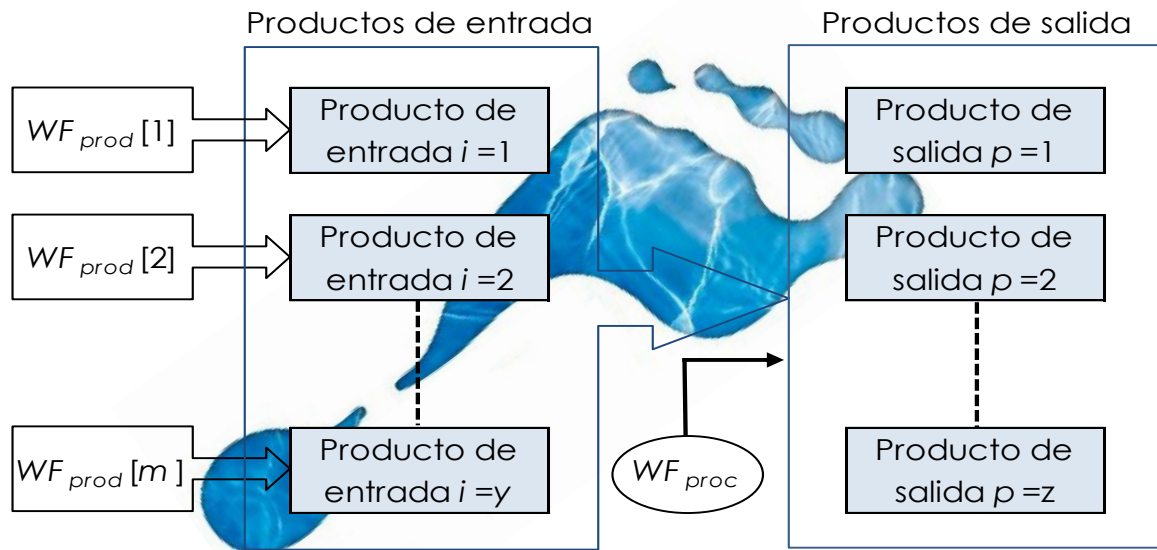 Productos de entrada
Productos de salida
WF prod [1]
Producto de
entrada i =1
Producto de
salida p =1
WF prod [2]
Producto de
entrada i =2
Producto de
salida p =2
WF prod [m]
Producto de
entrada i =y
WF proc
Producto de
salida p =z